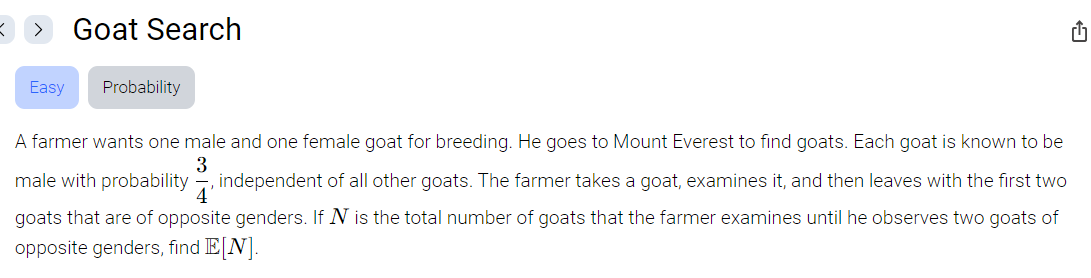 Goat Search
Easy Probability
A farmer wants one male and one female goat for breeding. He goes to Mount Everest to find goats. Each goat is known to be
male with probability 3/4, independent of all other goats. The farmer takes a goat, examines it, and then leaves with the first two
goats that are of opposite genders. If N is the total number of goats that the farmer examines until he observes two goats of
opposite genders, find 𝔼[N].